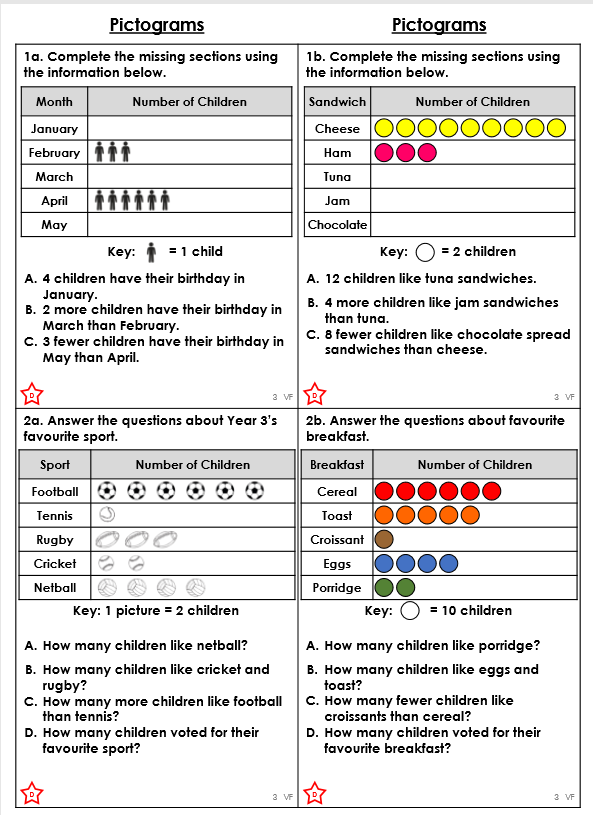 Pictograms
1a. Complete the missing sections using
the information below.
Month Number of Children
January
February
March
April
May
Key: = 1 child
A. 4 children have their birthday in
January.
B. 2 more children have their birthday in
March than February.
C. 3 fewer children have their birthday in
May than April.
D
3 VF
Pictograms
1b. Complete the missing sections using
the information below.
Sandwich Number of Children
Cheese
Ham
Tuna
Jam
Chocolate
Key: = 2 children
A. 12 children like tuna sandwiches.
B. 4 more children like jam sandwiches
than tuna.
C. 8 fewer children like chocolate spread
sandwiches than cheese.
D
3 VF
2a. Answer the questions about Year 3's
favourite sport.
Sport Number of Children
Football
Tennis
Rugby
Cricket
Netball
Key: 1 picture = 2 children
A. How many children like netball?
B. How many children like cricket and
rugby?
C. How many more children like football
than tennis?
D. How many children voted for their
favourite sport?
D
3 VF
2b. Answer the questions about favourite
breakfast.
Breakfast Number of Children
Cereal
Toast
Croissant
Eggs
Porridge
Key: = 10 children
A. How many children like porridge?
B. How many children like eggs and
toast?
C. How many fewer children like
croissants than cereal?
D. How many children voted for their
favourite breakfast?
D
3 VF